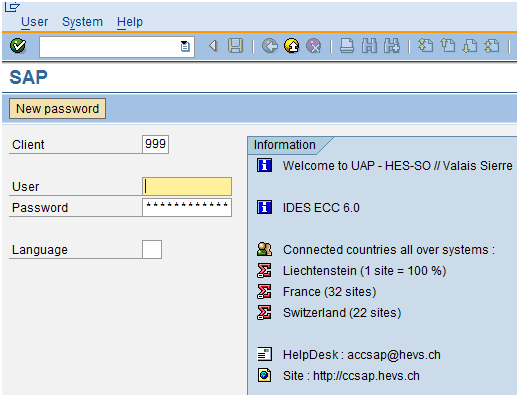 User System Help
SAP
New password
Client 999
User
Password ************
Language
Information
Welcome to UAP - HES-SO // Valais Sierre
IDES ECC 6.0
Connected countries all over systems :
Liechtenstein (1 site = 100 %)
France (32 sites)
Switzerland (22 sites)
HelpDesk : accsap@hevs.ch
Site : http://ccsap.hevs.ch